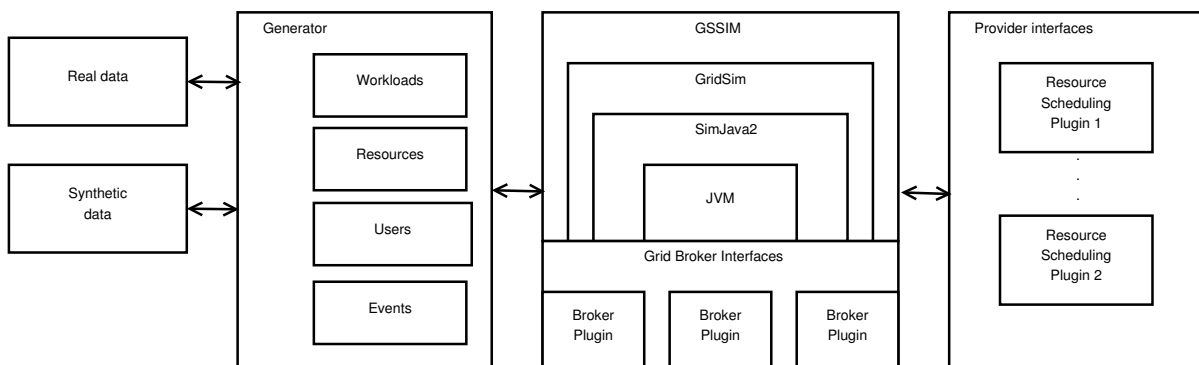 Real data
Synthetic
data
Generator
Workloads
Resources
Users
Events
GSSIM
GridSim
SimJava2
JVM
Grid Broker Interfaces
Broker
Plugin
Broker
Plugin
Broker
Plugin
Provider interfaces
Resource
Scheduling
Plugin 1
.
.
.
Resource
Scheduling
Plugin 2